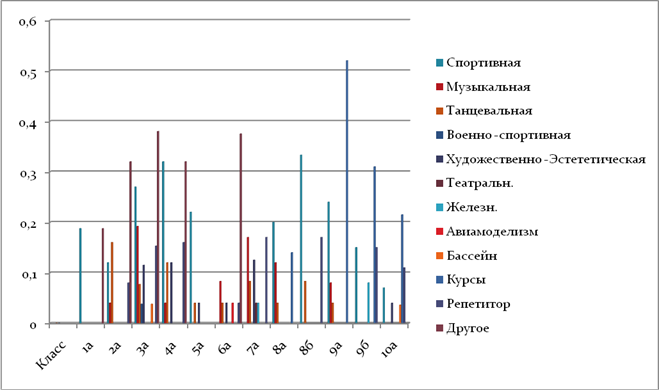 0,6
0,5
0,4
0,3
0,2
0,1
0
Класс
1а
2а
3а
4а
5а
6а
7а
8а
8б
9а
9б
10а
Спортивная
Музыкальная
Танцевальная
Военно-спортивная
Художественно-Эстететическая
Театральн.
Железн.
Авиамоделизм
Бассейн
Курсы
Репетитор
Другое